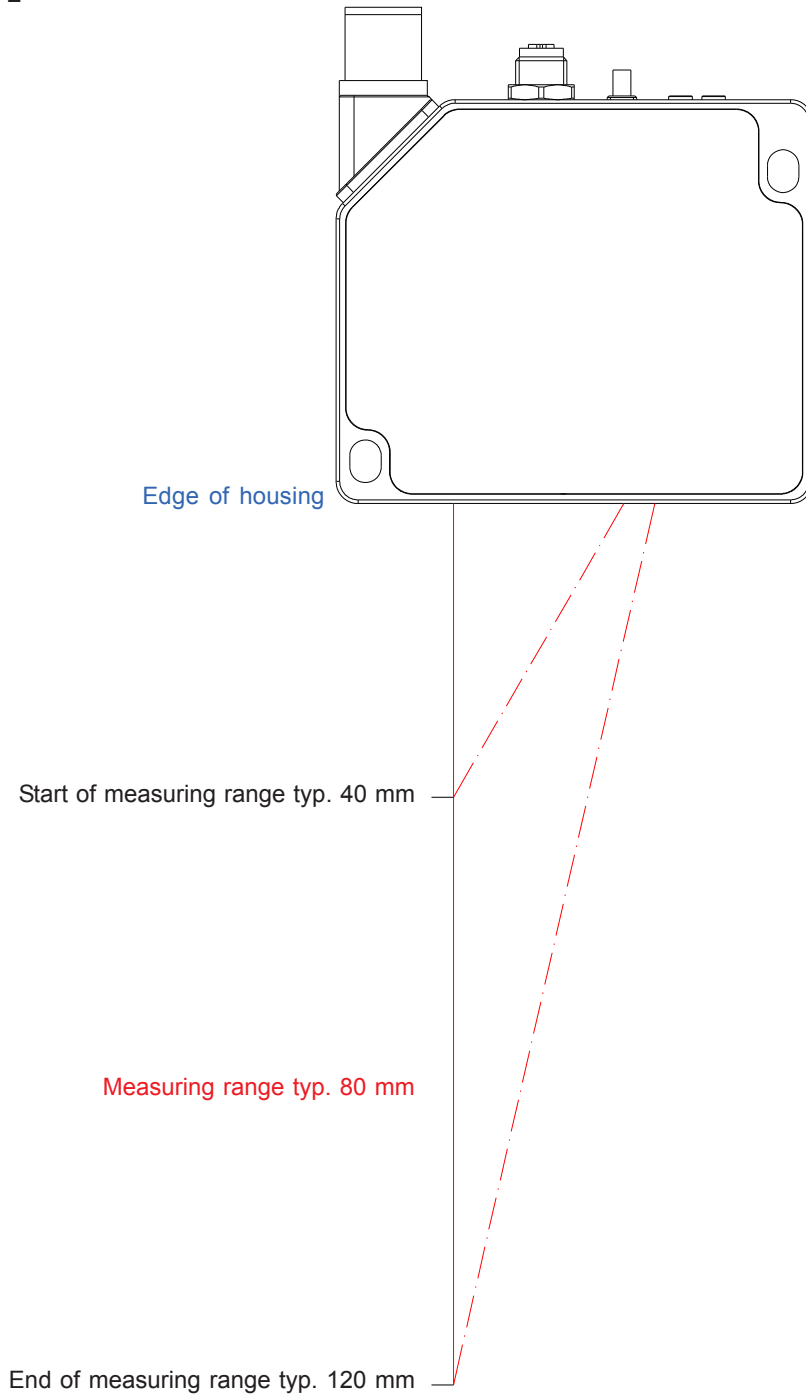 Edge of housing
Start of measuring range typ. 40 mm
Measuring range typ. 80 mm
End of measuring range typ. 120 mm